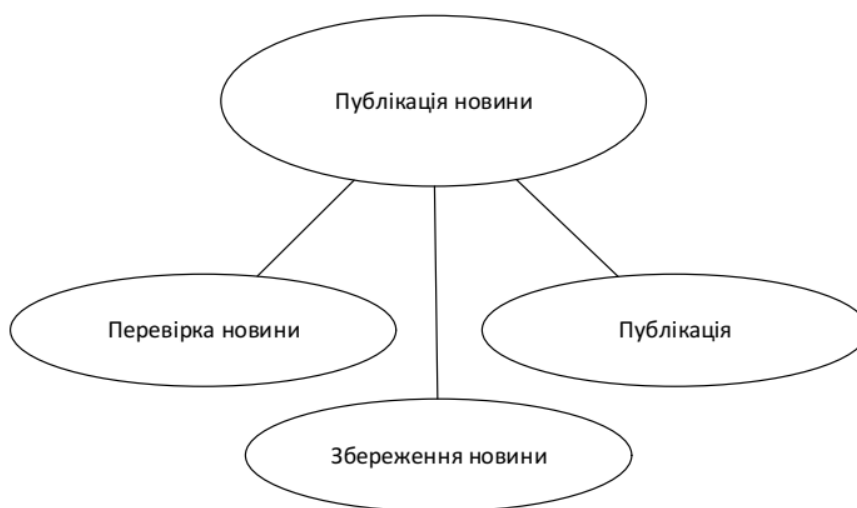 Публікація новини
Перевірка новини
Публікація
Збереження новини